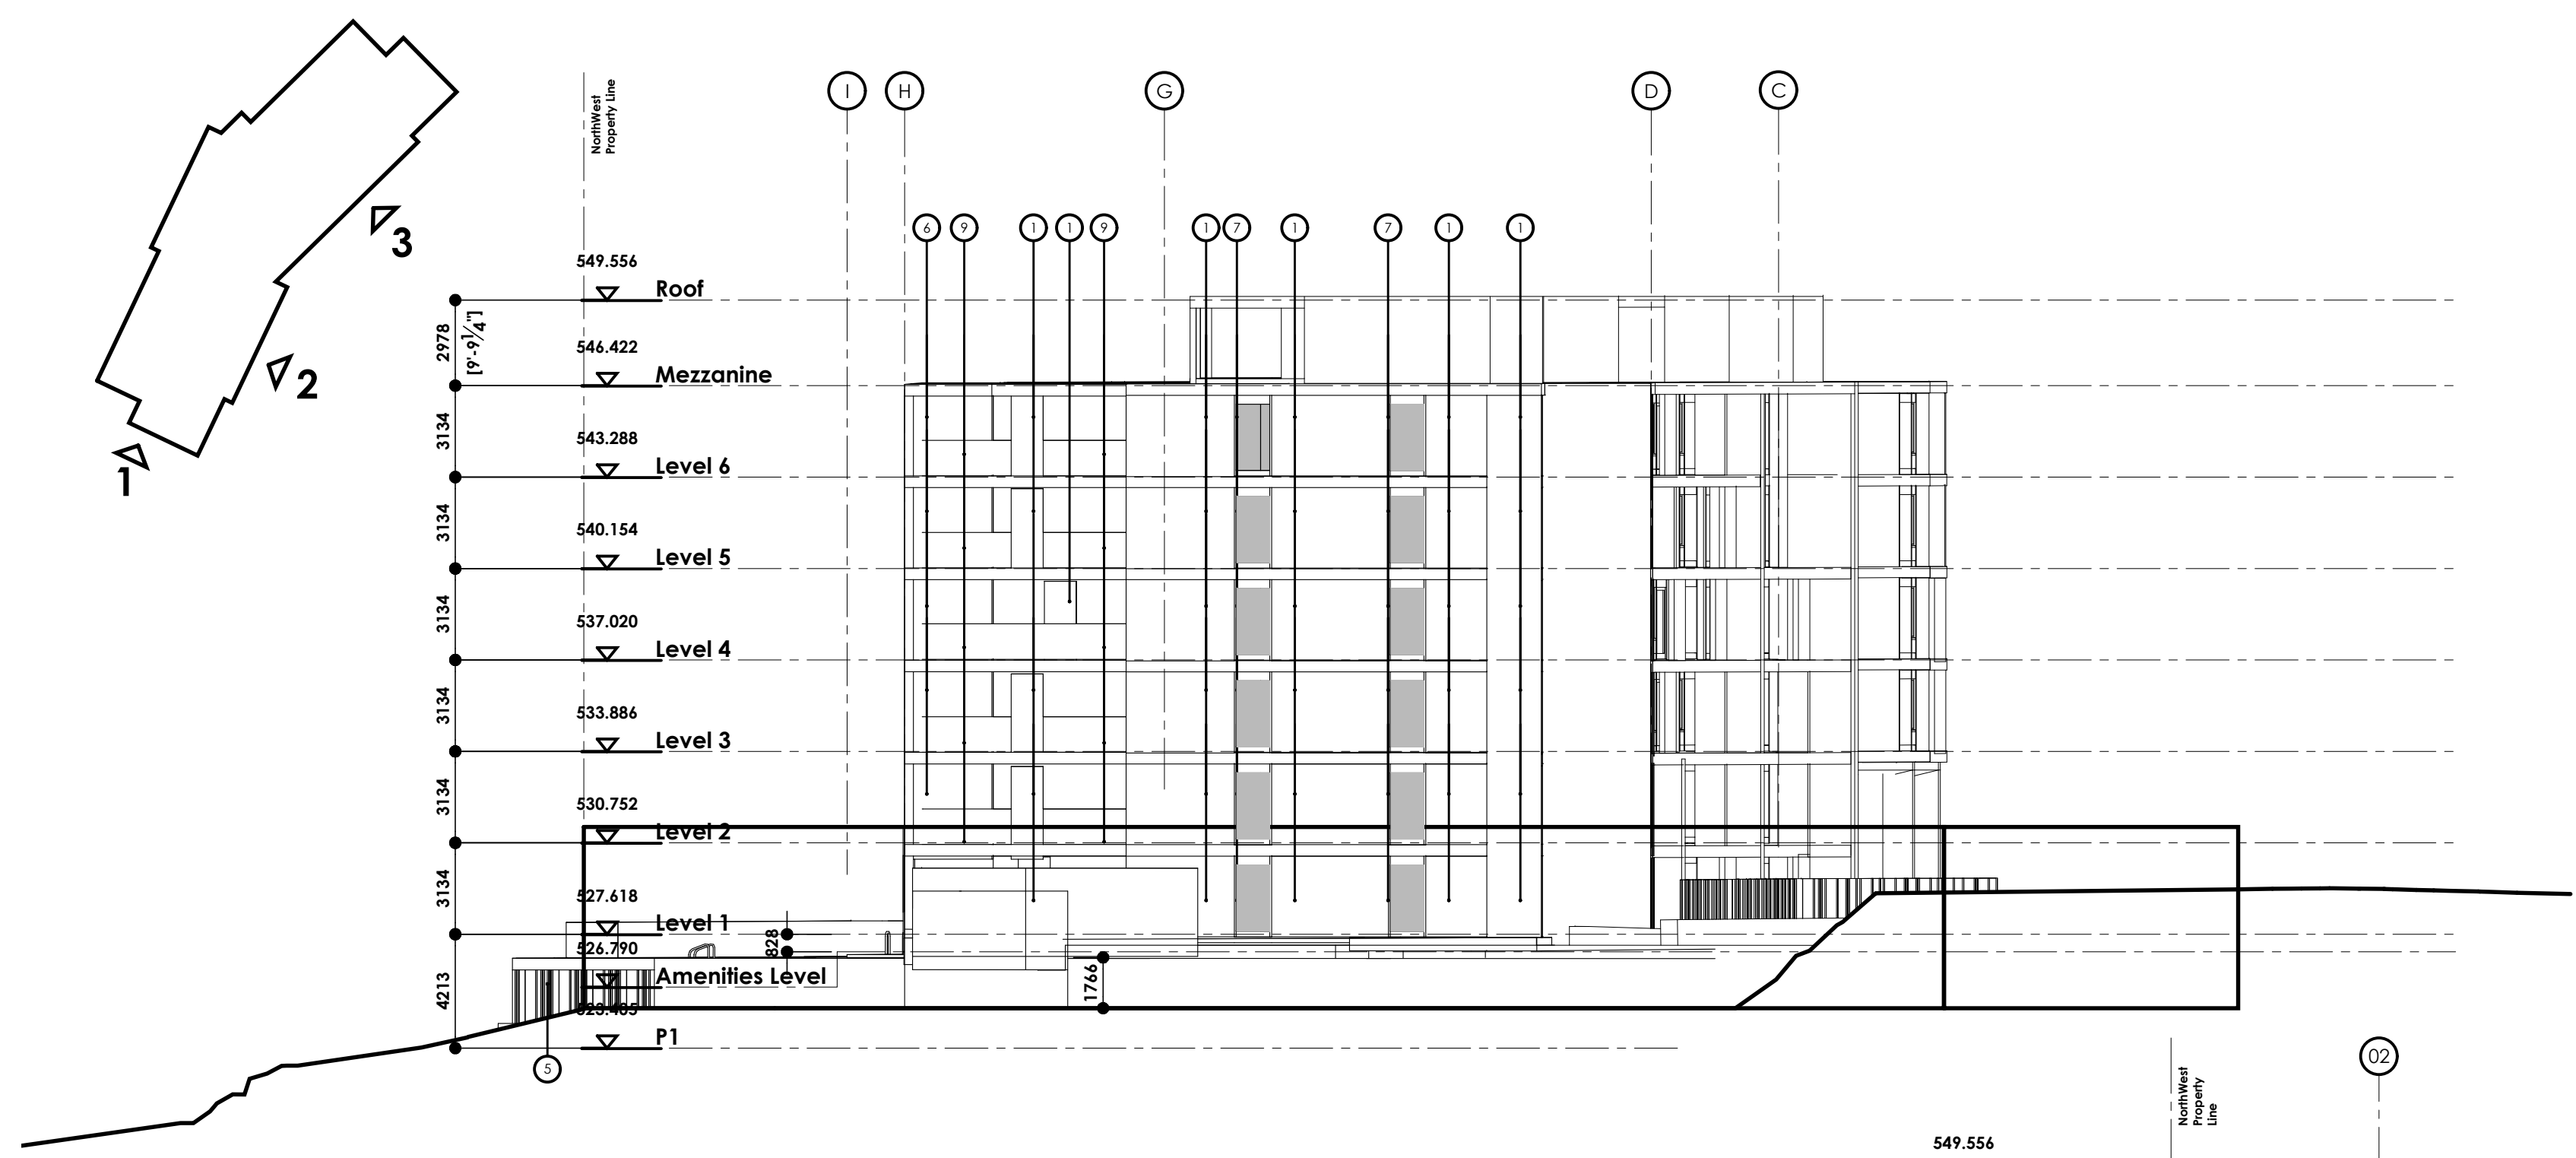 NorthWest
Property Line
I
H
G
D
C
6
9
1
1
9
1
7
1
7
1
1
3
2
1
549.556
Roof
2978
[9'-9 1/4"]
546.422
Mezzanine
3134
543.288
Level 6
3134
540.154
Level 5
3134
537.020
Level 4
3134
533.886
Level 3
3134
530.752
Level 2
3134
527.618
Level 1
828
526.790
Amenities Level
4213
1766
523.405
P1
5
02
NorthWest
Property
Line
549.556